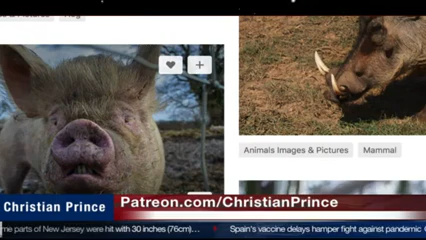 Animals Images & Pictures
Mammal
Christian Prince
Patreon.com/ChristianPrince
me parts of New Jersey were hit with 30 inches (76cm)...
Spain's vaccine delays hamper fight against pandemic